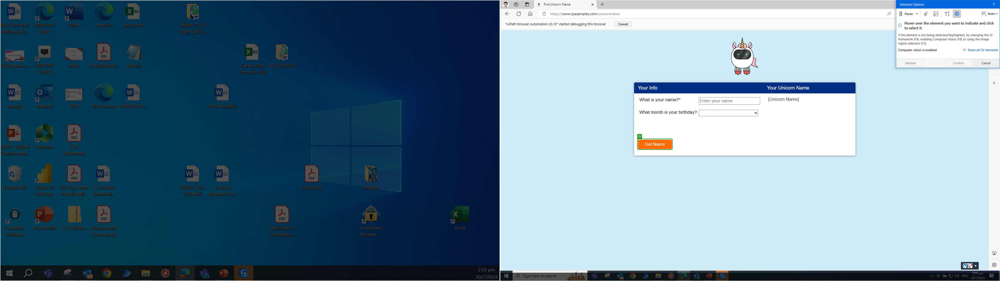 MCQ for staff
welfare kah...
Microsoft
Edge
Word
margin
passcode
Maisto 1_24
Scale Lamb...
L9_Respons...
NYP VPN
CLIENT
ctlpe
PDF
ttcsr004ALA...
gemini
Career Plan
Form (ac-v2)
Q2_231056S
idemity
Outlook
RPA
Alan-Testing
WEBDEV_TE...
SDA Alan(v2)
SCTP - Digital
Transformat...
Panopto
PDF
CSS
Cheatsheet
Recycle Bin
Power BI
Desktop
PDF
SIT Org Chart
-for all staff...
4. Student
Internshi...
2023P2_20...
(Dinesh)
Funded
Student Pro...
PDF
Lecture24
images
ClearPass
OnGuard
PowerPoint
P7_Solution
PDF
Assessment
Cover sheet
PDF
Certificate of
Completio...
LockDown
Browser ...
Excel
2:53 pm
30/7/2024
Find Unicorn Name
https://www.rpasamples.com/unicornname
"UiPath Browser Automation 23.10" started debugging this browser
Cancel
Selection Options
?
Pause
Auto
Hover over the element you want to indicate and click
to select it.
If the element is not being detected/highlighted, try changing the UI
framework (F4), enabling Computer Vision (F8) or using the Image
region selection (F3).
Computer vision is enabled
Show all CV elements
Validate
Confirm
Cancel
Your Info
Your Unicorn Name
What is your name?*
Enter your name
[Unicorn Name]
What month is your birthday?
Get Name
NYP
Type here to search
ENG
2:53 pm
30/7/2024